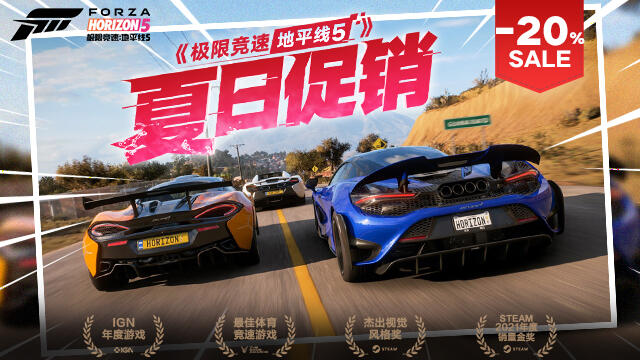 FORZA
HORIZON 5
极限竞速:地平线5
-20%
SALE
《极限竞速 地平线5》
夏日促销
HORIZON
HORIZON
IGN
年度游戏
IGN
最佳体育
竞速游戏
杰出视觉
风格奖
STEAM
STEAM
2021年度
销量金奖
STEAM